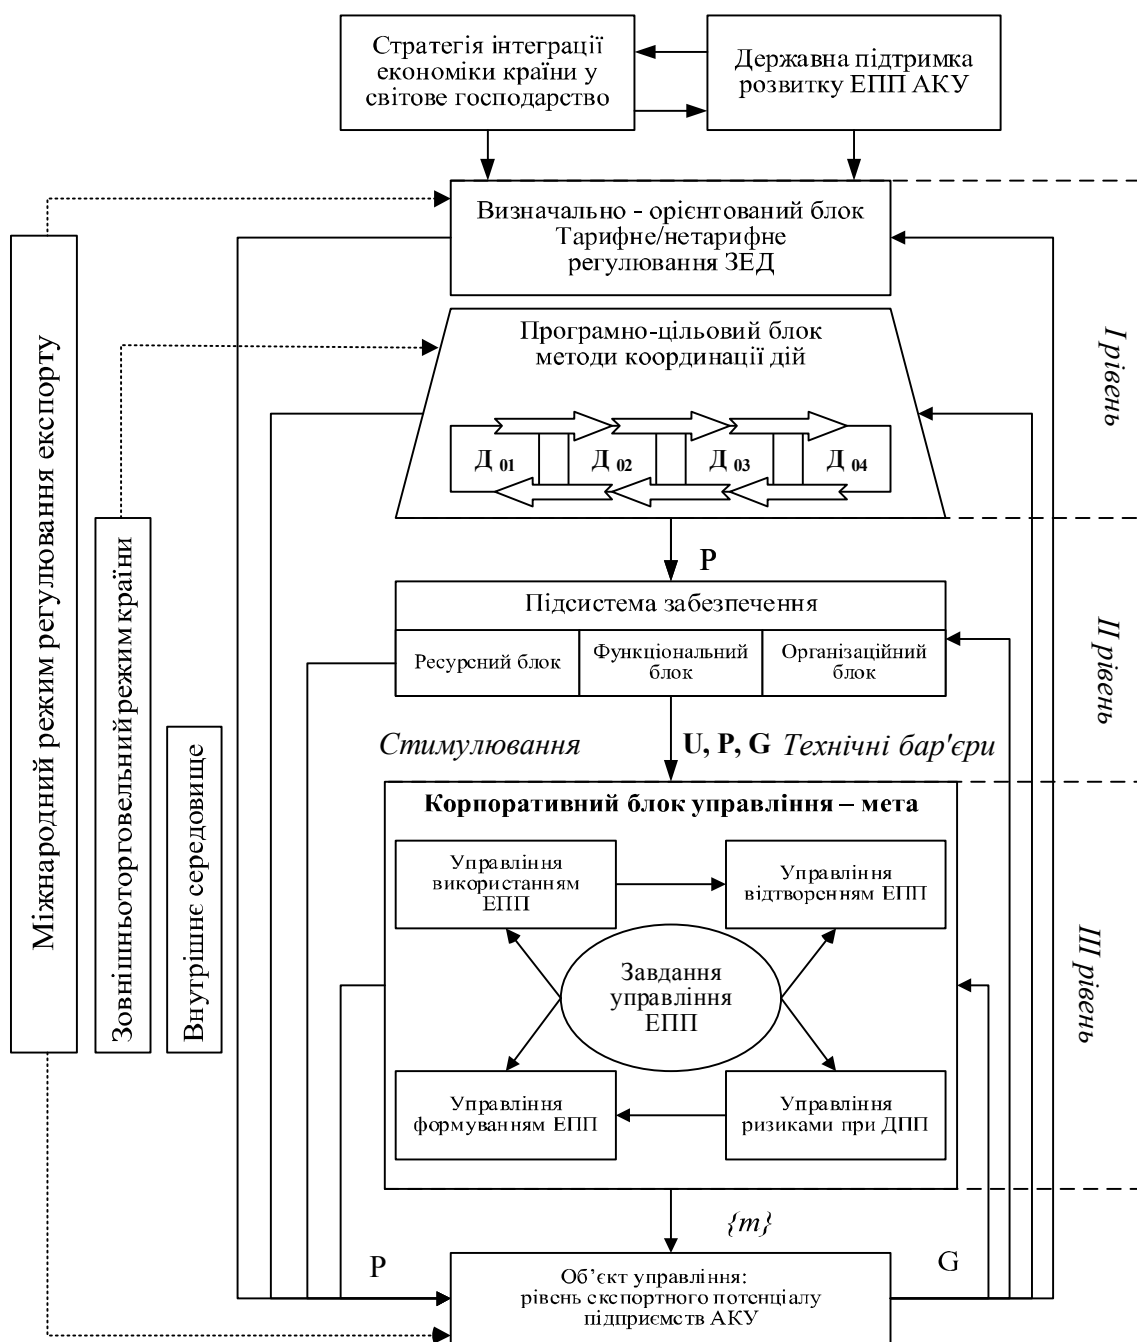 Стратегія інтеграції
економіки країни у
світове господарство
Державна підтримка
розвитку ЕПП АКУ
Визначально - орієнтований блок
Тарифне/нетарифне
регулювання ЗЕД
Програмно-цільовий блок
методи координації дій
Д 01
Д 02
Д 03
Д 04
I рівень
P
Підсистема забезпечення
Ресурсний блок
Функціональний
блок
Організаційний
блок
II рівень
Стимулювання
U, P, G
Технічні бар'єри
Корпоративний блок управління – мета
Управління
використанням
ЕПП
Управління
відтворенням ЕПП
Завдання
управління
ЕПП
Управління
формуванням ЕПП
Управління
ризиками при ДПП
III рівень
{m}
P
G
Об’єкт управління:
рівень експортного потенціалу
підприємств АКУ
Міжнародний режим регулювання експорту
Зовнішньоторговельний режим країни
Внутрішнє середовище